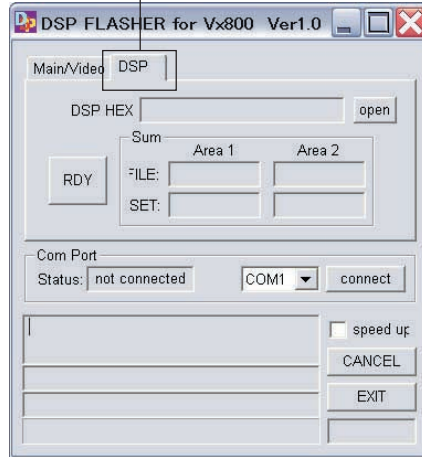 DSP FLASHER for Vx800 Ver1.0
Main/Video DSP
DSP HEX open
Sum
Area 1 Area 2
RDY FILE:
SET:
Com Port
Status: not connected COM1 connect
speed up
CANCEL
EXIT